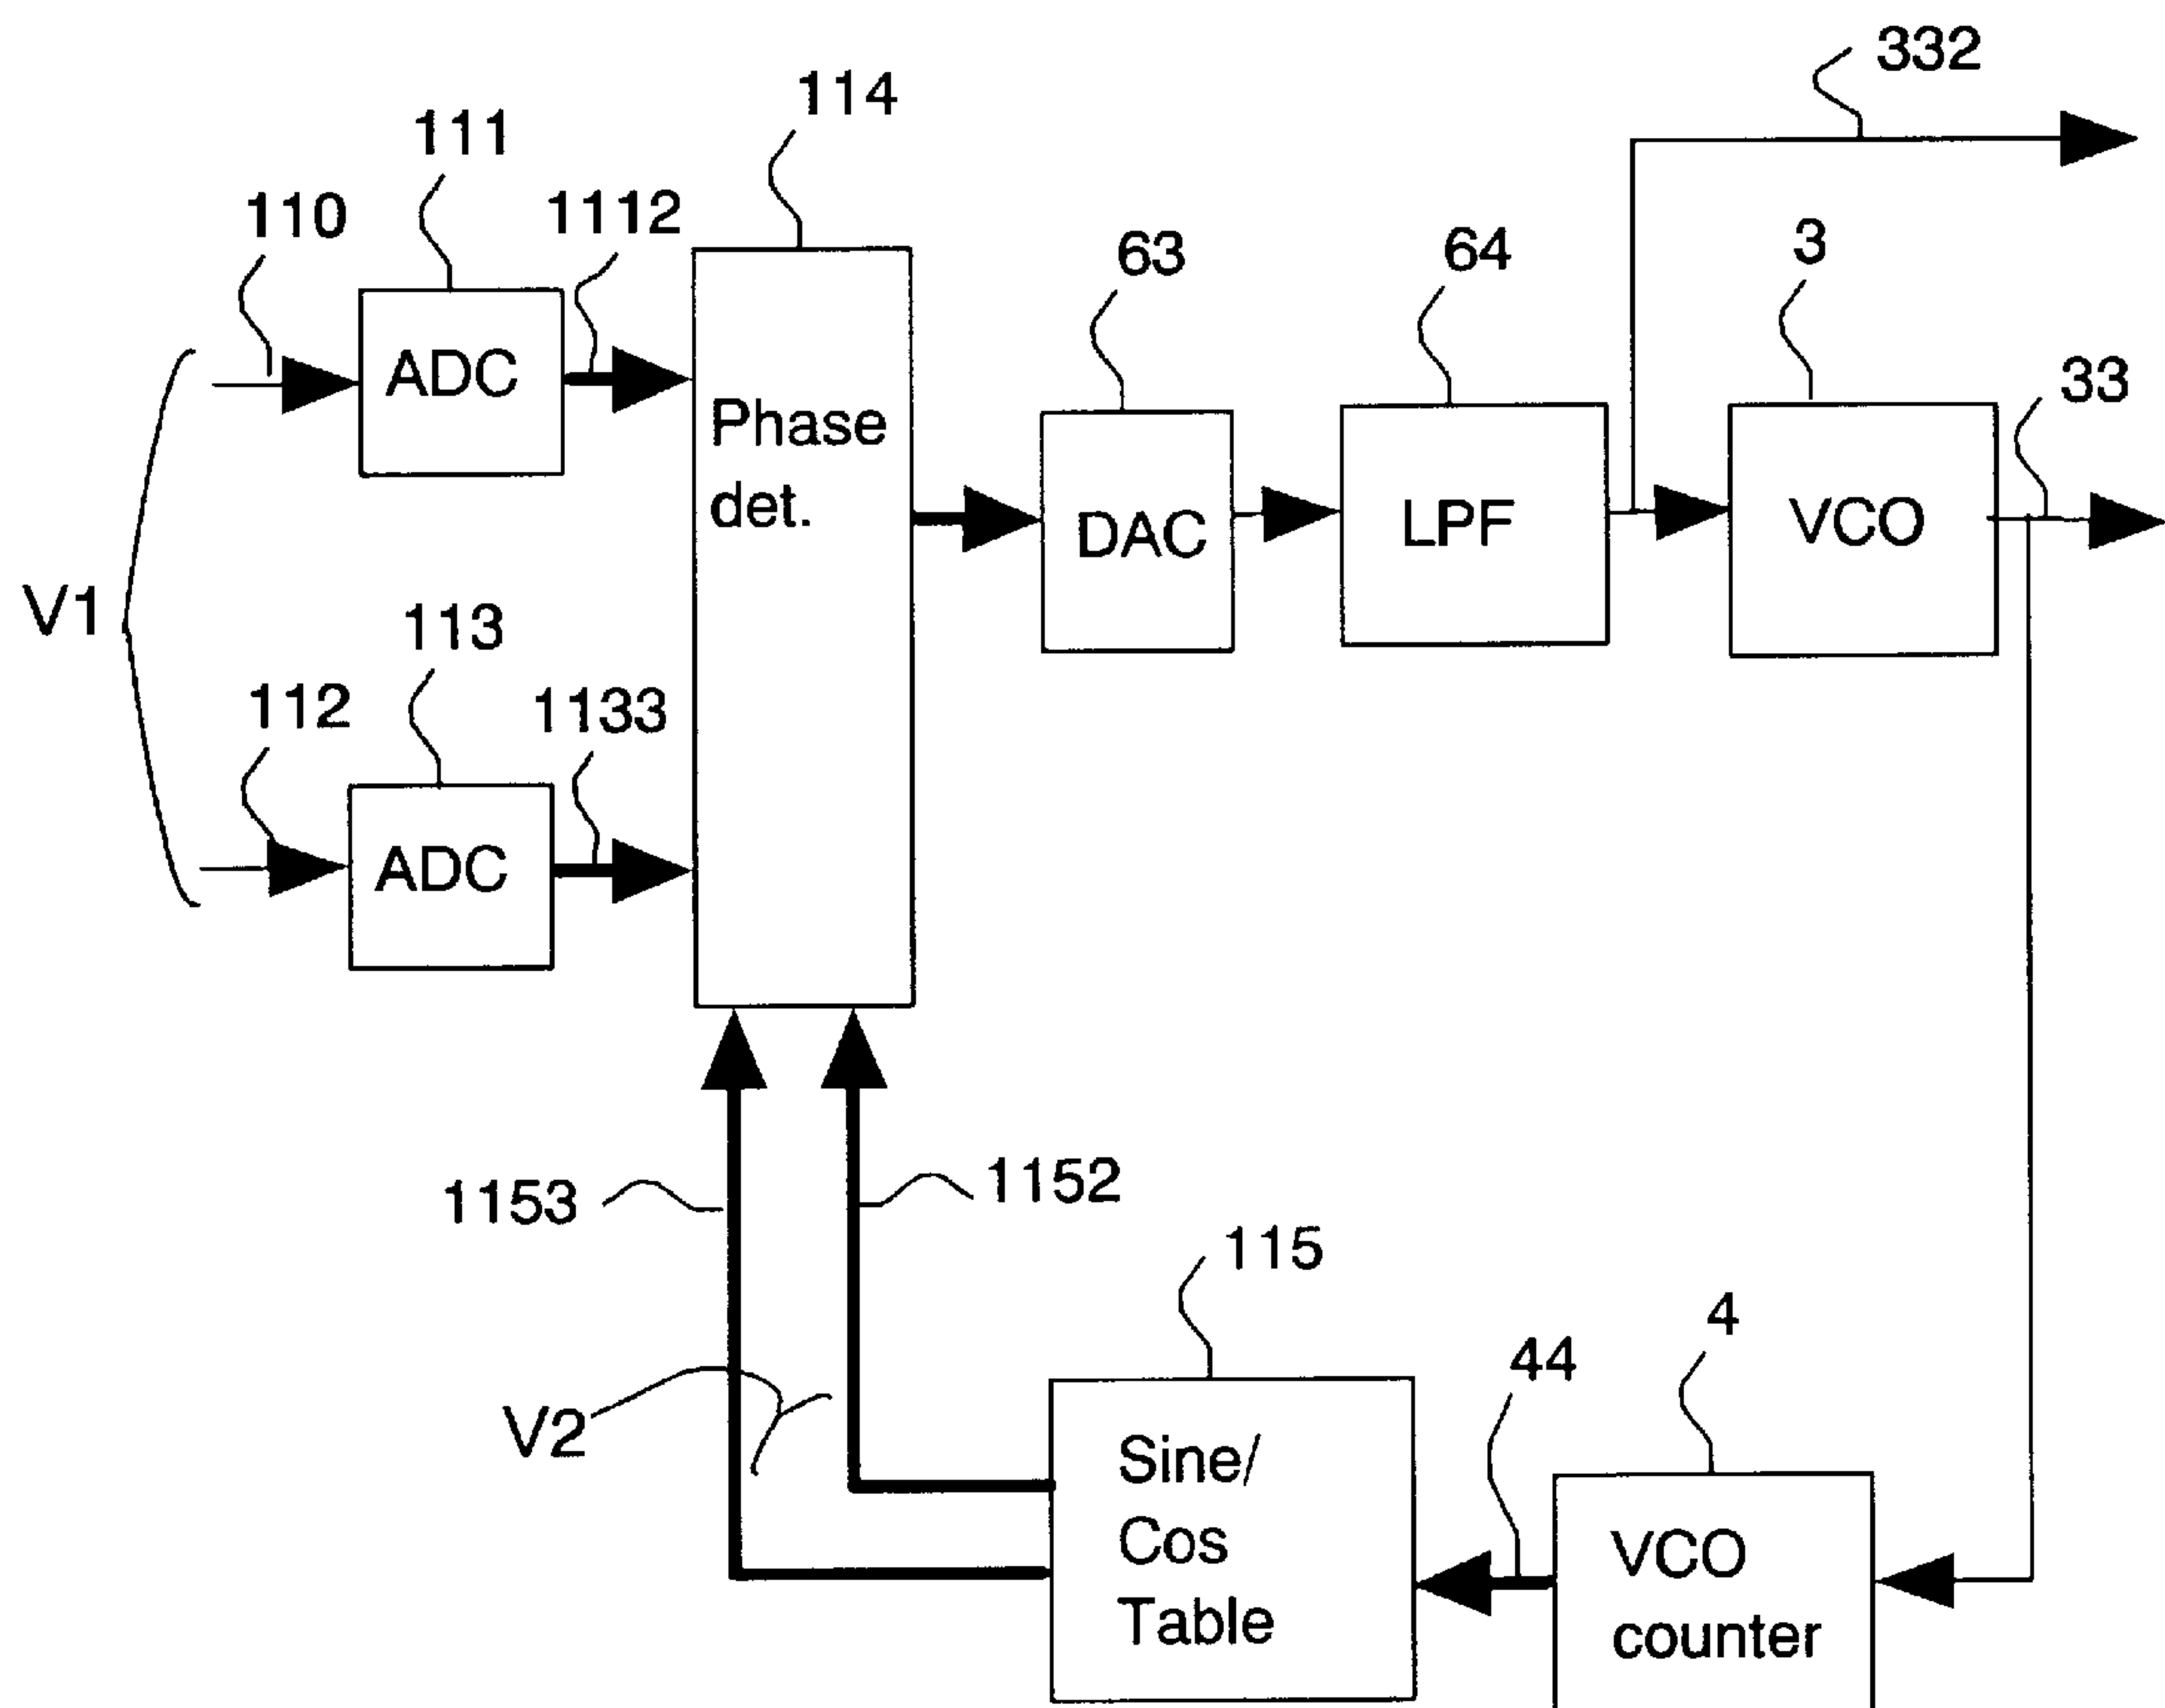 332
114
111
110
1112
63
64
3
33
ADC
Phase
det.
DAC
LPF
VCO
V1
113
112
1133
ADC
1153
1152
115
4
44
V2
Sine/
Cos
Table
VCO
counter